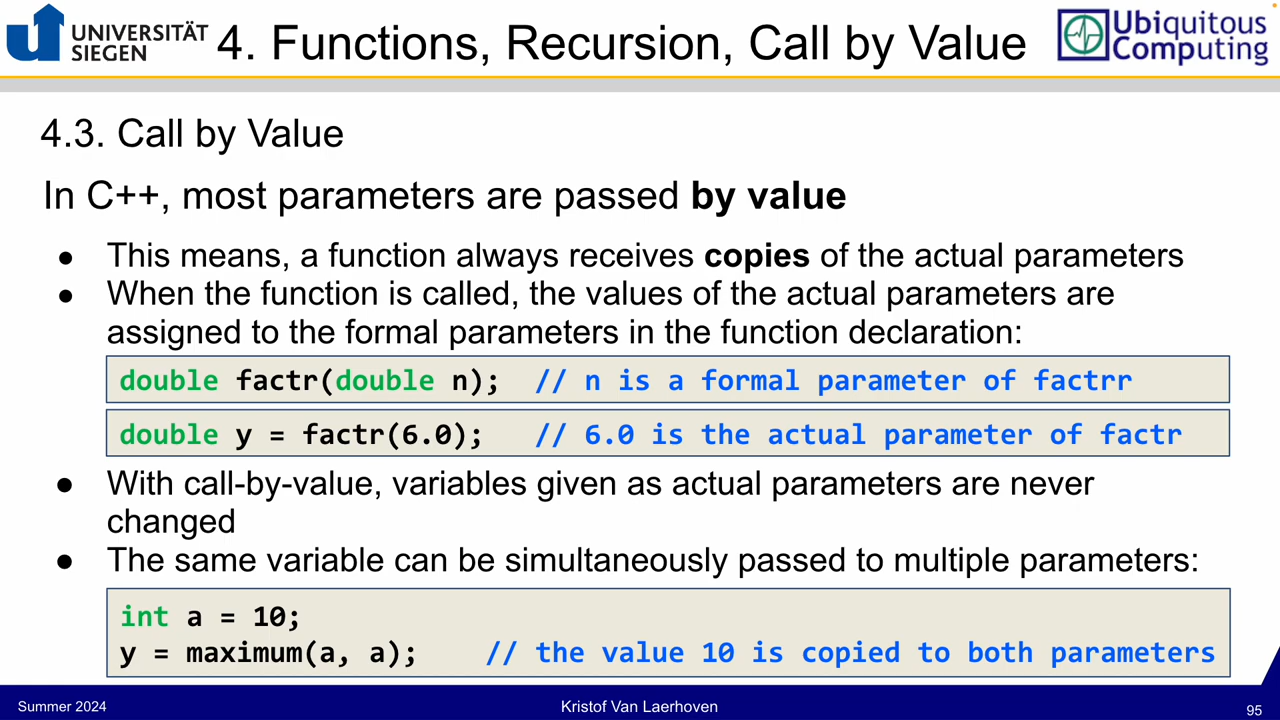 UNIVERSITÄT
SIEGEN
4. Functions, Recursion, Call by Value
Ubiquitous
Computing
4.3. Call by Value
In C++, most parameters are passed by value
● This means, a function always receives copies of the actual parameters
● When the function is called, the values of the actual parameters are
assigned to the formal parameters in the function declaration:
double factr(double n); // n is a formal parameter of factrr
double y = factr(6.0); // 6.0 is the actual parameter of factr
● With call-by-value, variables given as actual parameters are never
changed
● The same variable can be simultaneously passed to multiple parameters:
int a = 10;
y = maximum(a, a); // the value 10 is copied to both parameters
Summer 2024
Kristof Van Laerhoven
95